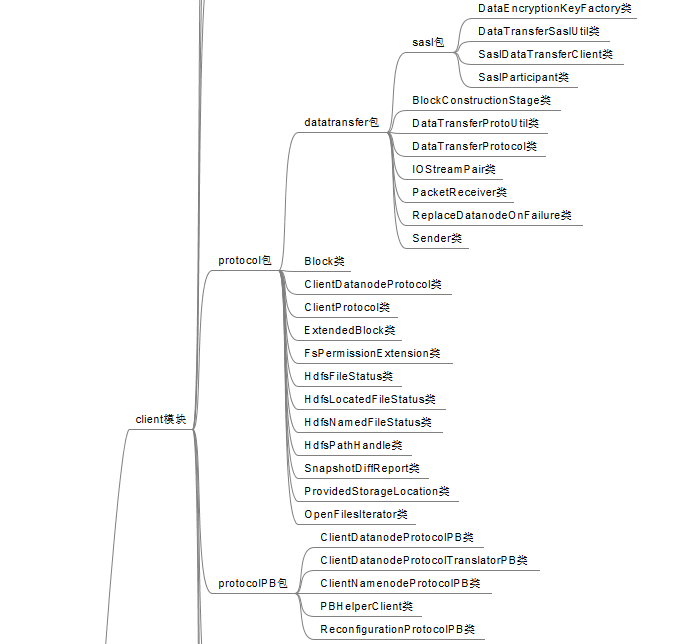 DataEncryptionKeyFactory类
DataTransferSaslUtil类
sasl包
SaslDataTransferClient类
SaslParticipant类
BlockConstructionStage类
datatransfer包
DataTransferProtoUtil类
DataTransferProtocol类
IOStreamPair类
PacketReceiver类
ReplaceDatanodeOnFailure类
Sender类
protocol包
Block类
ClientDatanodeProtocol类
ClientProtocol类
ExtendedBlock类
FsPermissionExtension类
HdfsFileStatus类
HdfsLocatedFileStatus类
HdfsNamedFileStatus类
client模块
HdfsPathHandle类
SnapshotDiffReport类
ProvidedStorageLocation类
OpenFilesIterator类
ClientDatanodeProtocolPB类
ClientDatanodeProtocolTranslatorPB类
protocolPB包
ClientNamenodeProtocolPB类
PBHelperClient类
ReconfigurationProtocolPB类